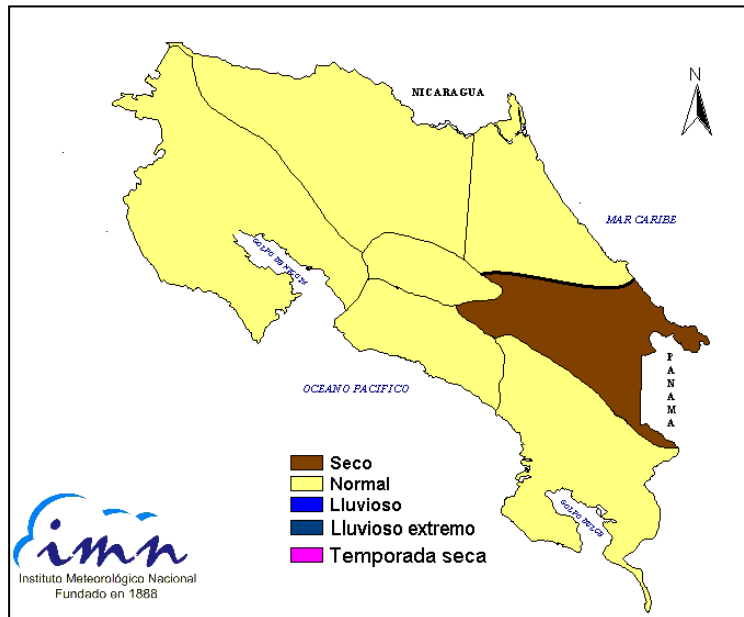 N
NICARAGUA
MAR CARIBE
GOLFO DE NICOYA
PANAMA
OCEANO PACIFICO
GOLFO DULCE
Seco
Normal
Lluvioso
Lluvioso extremo
Temporada seca
imn
Instituto Meteorológico Nacional
Fundado en 1888